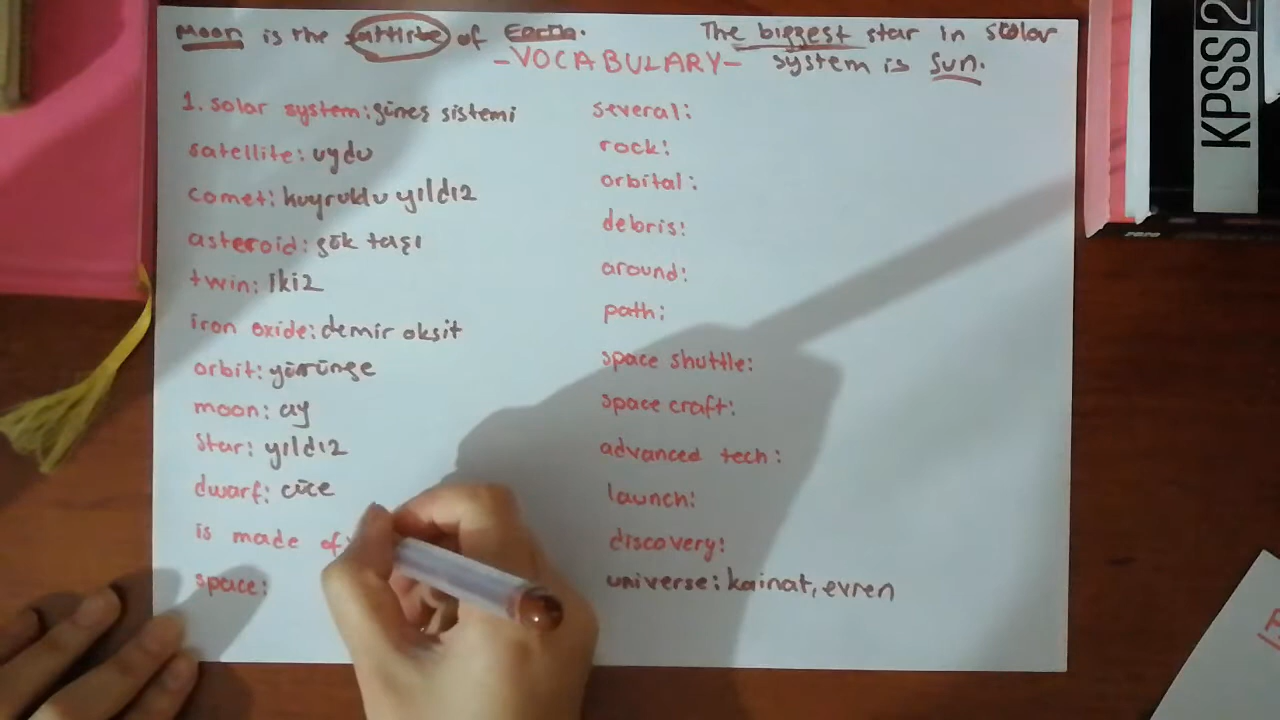 Moon is the sattlite of Earth.
The biggest star in solar
system is Sun.
-VOCABULARY-
1. solar system: güneş sistemi
satellite: uydu
comet: kuyruklu yıldız
asteroid: gök taşı
twin: ikiz
iron oxide: demir oksit
orbit: yörünge
moon: ay
star: yıldız
dwarf: cüce
is made of
space:
several:
rock:
orbital:
debris:
around:
path:
space shuttle:
space craft:
advanced tech:
launch:
discovery:
universe: kainat, evren
KPSS 2